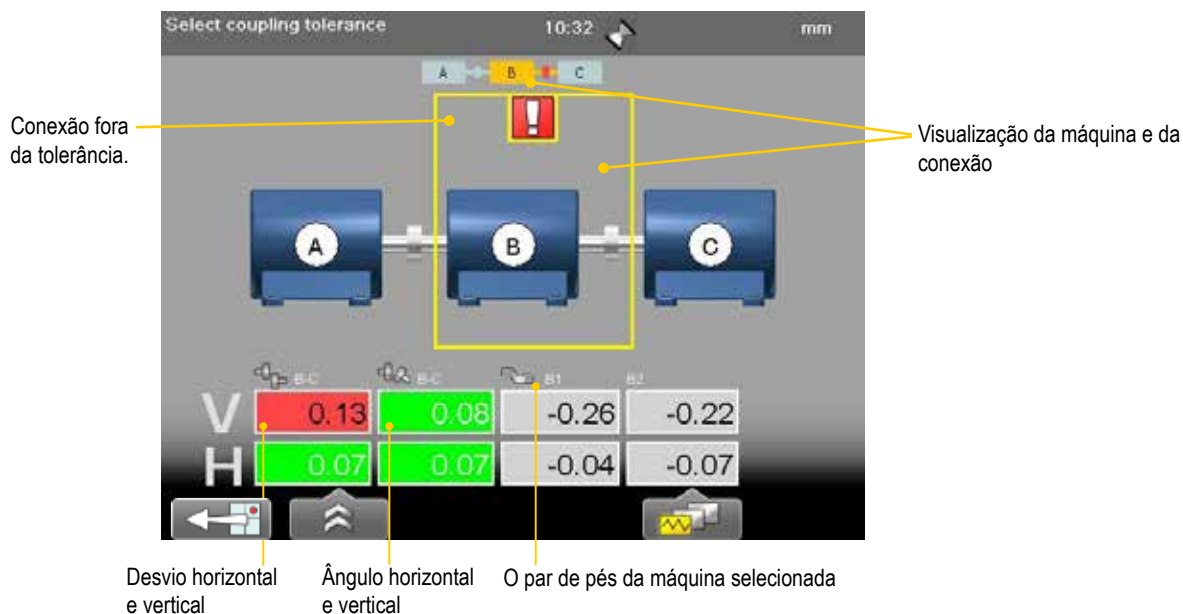 Select coupling tolerance 10:32 mm
A B C
Conexão fora
da tolerância.
Visualização da máquina e da
conexão
A B C
B-C B-C B1 B2
V 0.13 0.08 -0.26 -0.22
H 0.07 0.07 -0.04 -0.07
Desvio horizontal
e vertical
Ângulo horizontal
e vertical
O par de pés da máquina selecionada